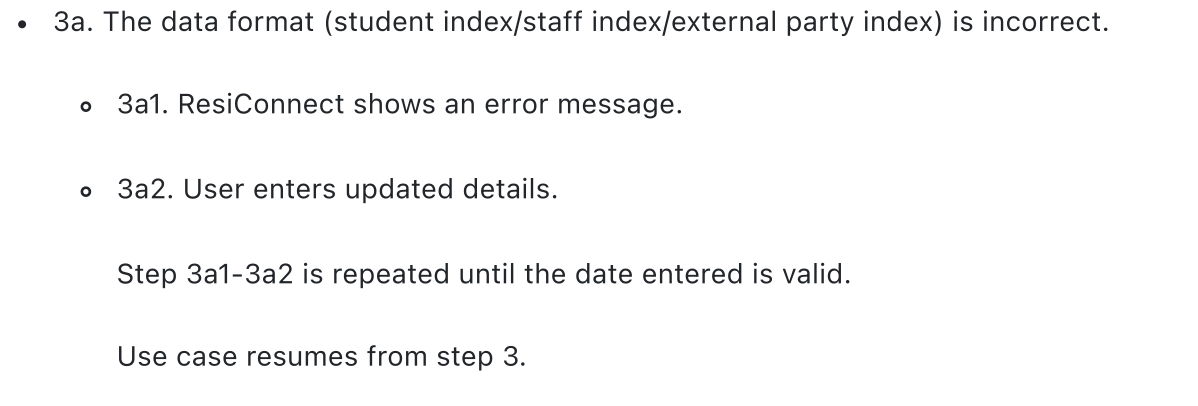 3a. The data format (student index/staff index/external party index) is incorrect.
3a1. ResiConnect shows an error message.
3a2. User enters updated details.
Step 3a1-3a2 is repeated until the date entered is valid.
Use case resumes from step 3.